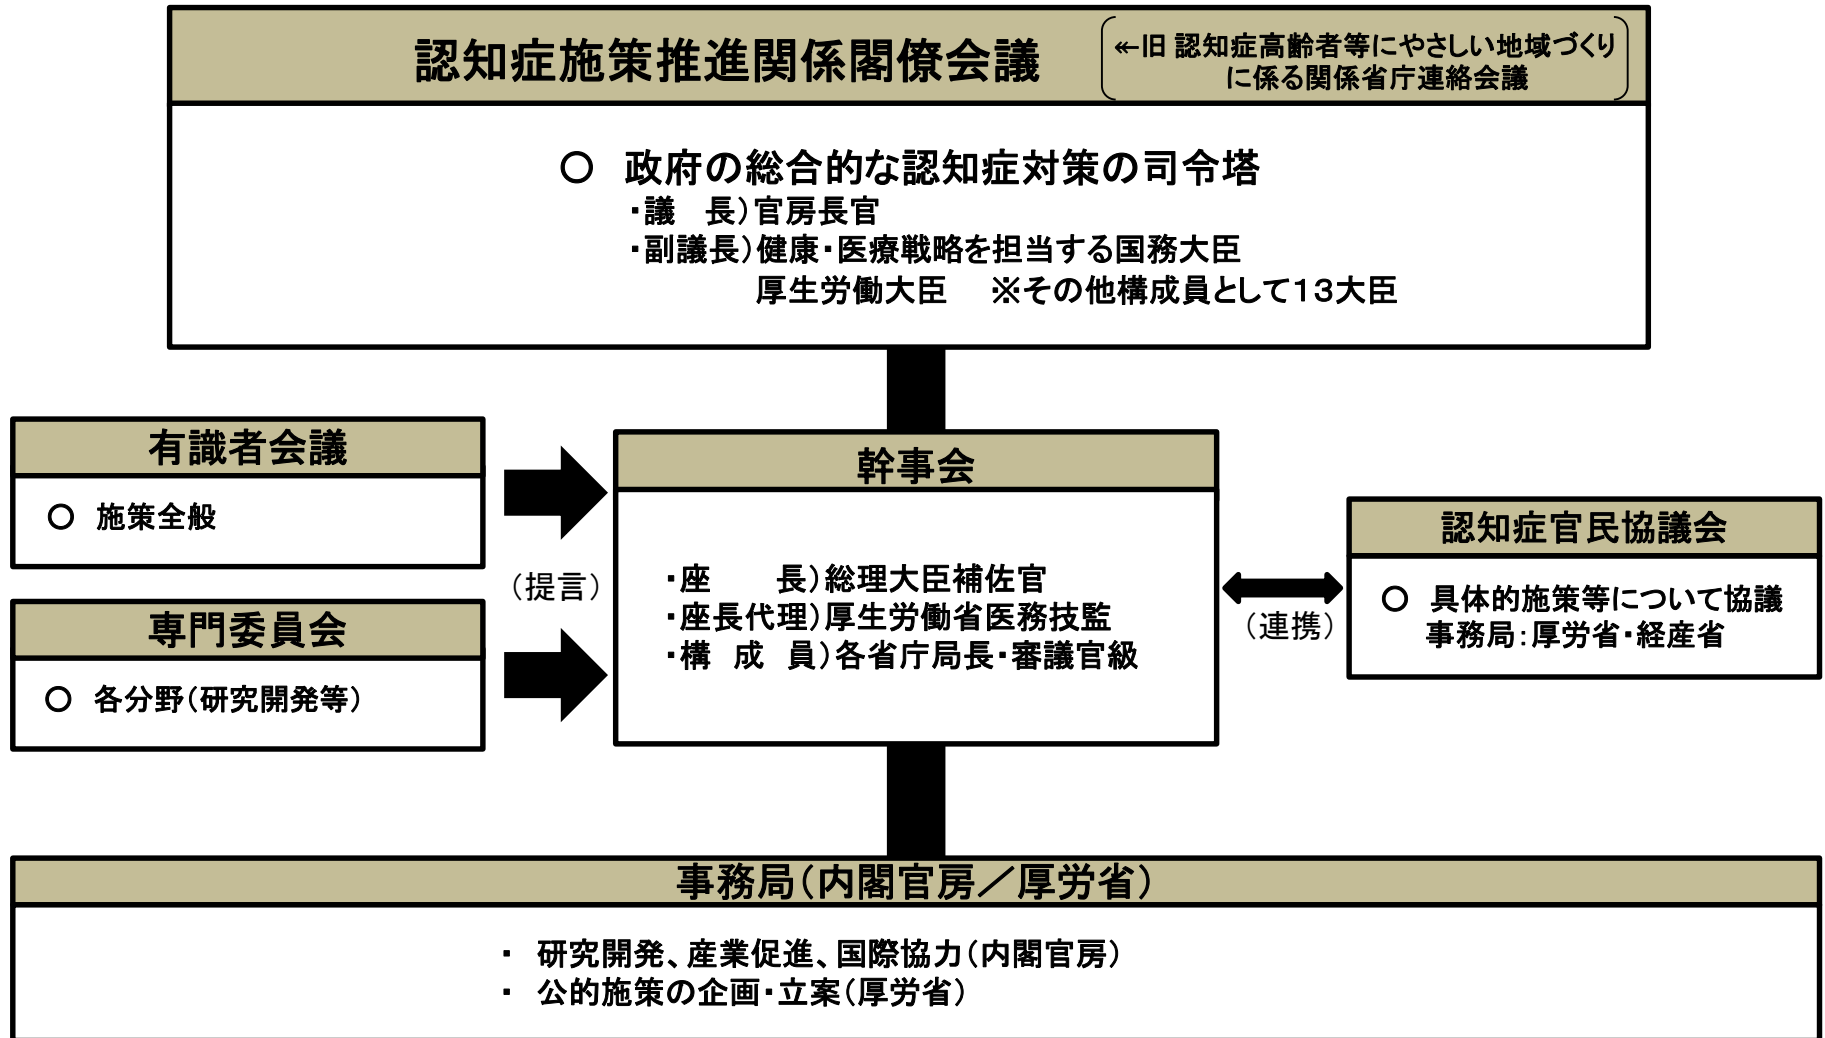 認知症施策推進関係閣僚会議
←旧 認知症高齢者等にやさしい地域づくり
に係る関係省庁連絡会議
○ 政府の総合的な認知症対策の司令塔
・議 長）官房長官
・副議長）健康・医療戦略を担当する国務大臣
厚生労働大臣 ※その他構成員として１３大臣
有識者会議
○ 施策全般
専門委員会
○ 各分野（研究開発等）
（提言）
幹事会
・座 長）総理大臣補佐官
・座長代理）厚生労働省医務技監
・構 成 員）各省庁局長・審議官級
（連携）
認知症官民協議会
○ 具体的施策等について協議
事務局：厚労省・経産省
事務局（内閣官房／厚労省）
・ 研究開発、産業促進、国際協力（内閣官房）
・ 公的施策の企画・立案（厚労省）